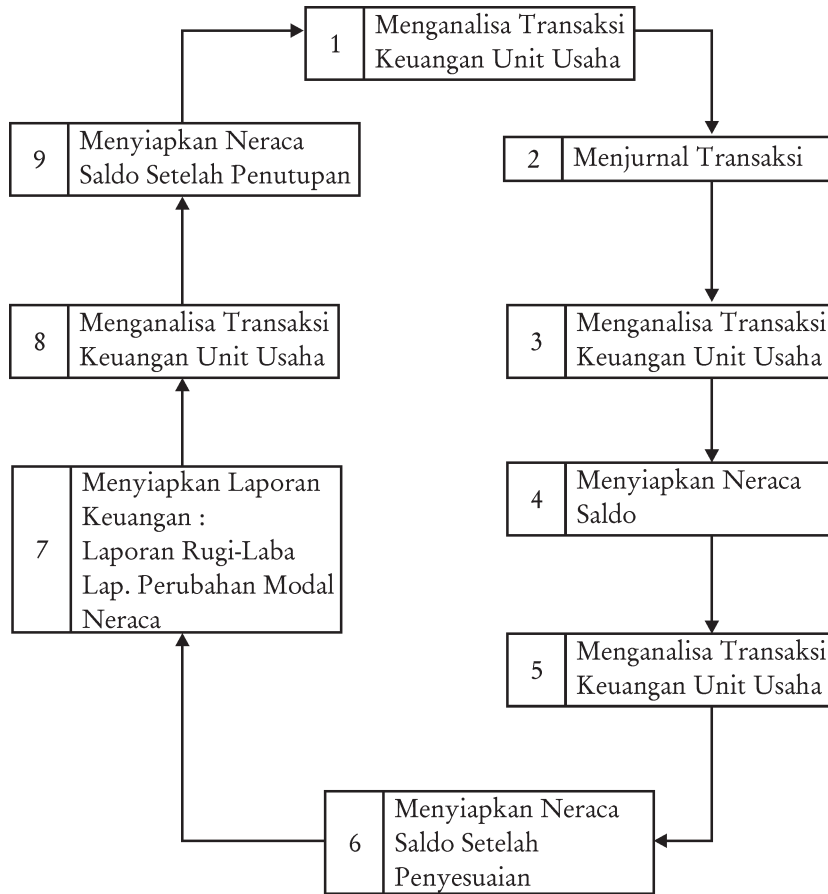 1
Menganalisa Transaksi
Keuangan Unit Usaha
2
Menjurnal Transaksi
3
Menganalisa Transaksi
Keuangan Unit Usaha
4
Menyiapkan Neraca
Saldo
5
Menganalisa Transaksi
Keuangan Unit Usaha
6
Menyiapkan Neraca
Saldo Setelah
Penyesuaian
7
Menyiapkan Laporan
Keuangan :
Laporan Rugi-Laba
Lap. Perubahan Modal
Neraca
8
Menganalisa Transaksi
Keuangan Unit Usaha
9
Menyiapkan Neraca
Saldo Setelah Penutupan